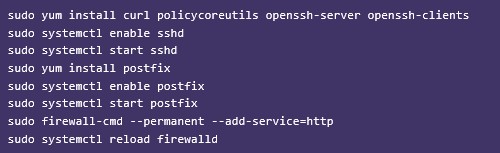 sudo yum install curl policycoreutils openssh-server openssh-clients
sudo systemctl enable sshd
sudo systemctl start sshd
sudo yum install postfix
sudo systemctl enable postfix
sudo systemctl start postfix
sudo firewall-cmd --permanent --add-service=http
sudo systemctl reload firewalld